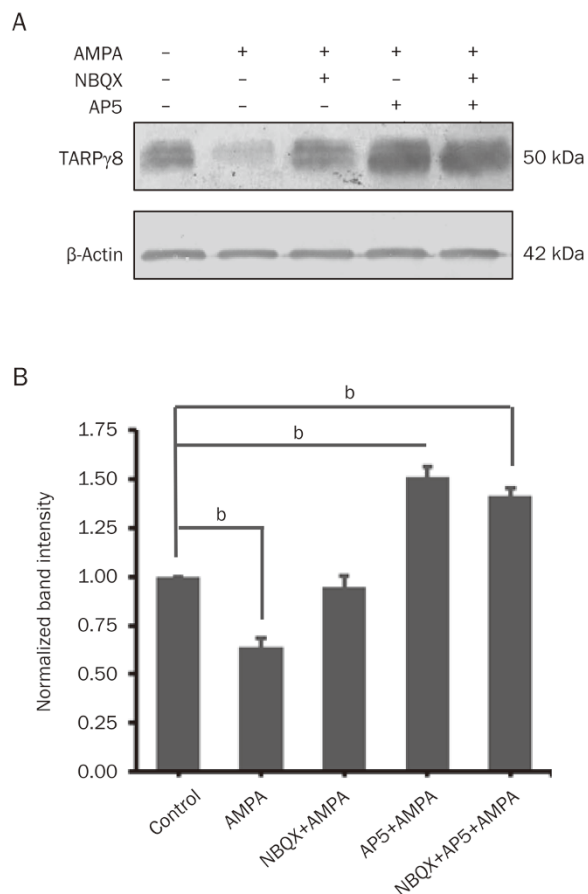 A
AMPA – + + + +
NBQX – – + – +
AP5 – – – + +
TARPγ8 50 kDa
β-Actin 42 kDa
B
b
b
b
1.75
1.50
1.25
1.00
0.75
0.50
0.25
0.00
Normalized band intensity
Control
AMPA
NBQX+AMPA
AP5+AMPA
NBQX+AP5+AMPA